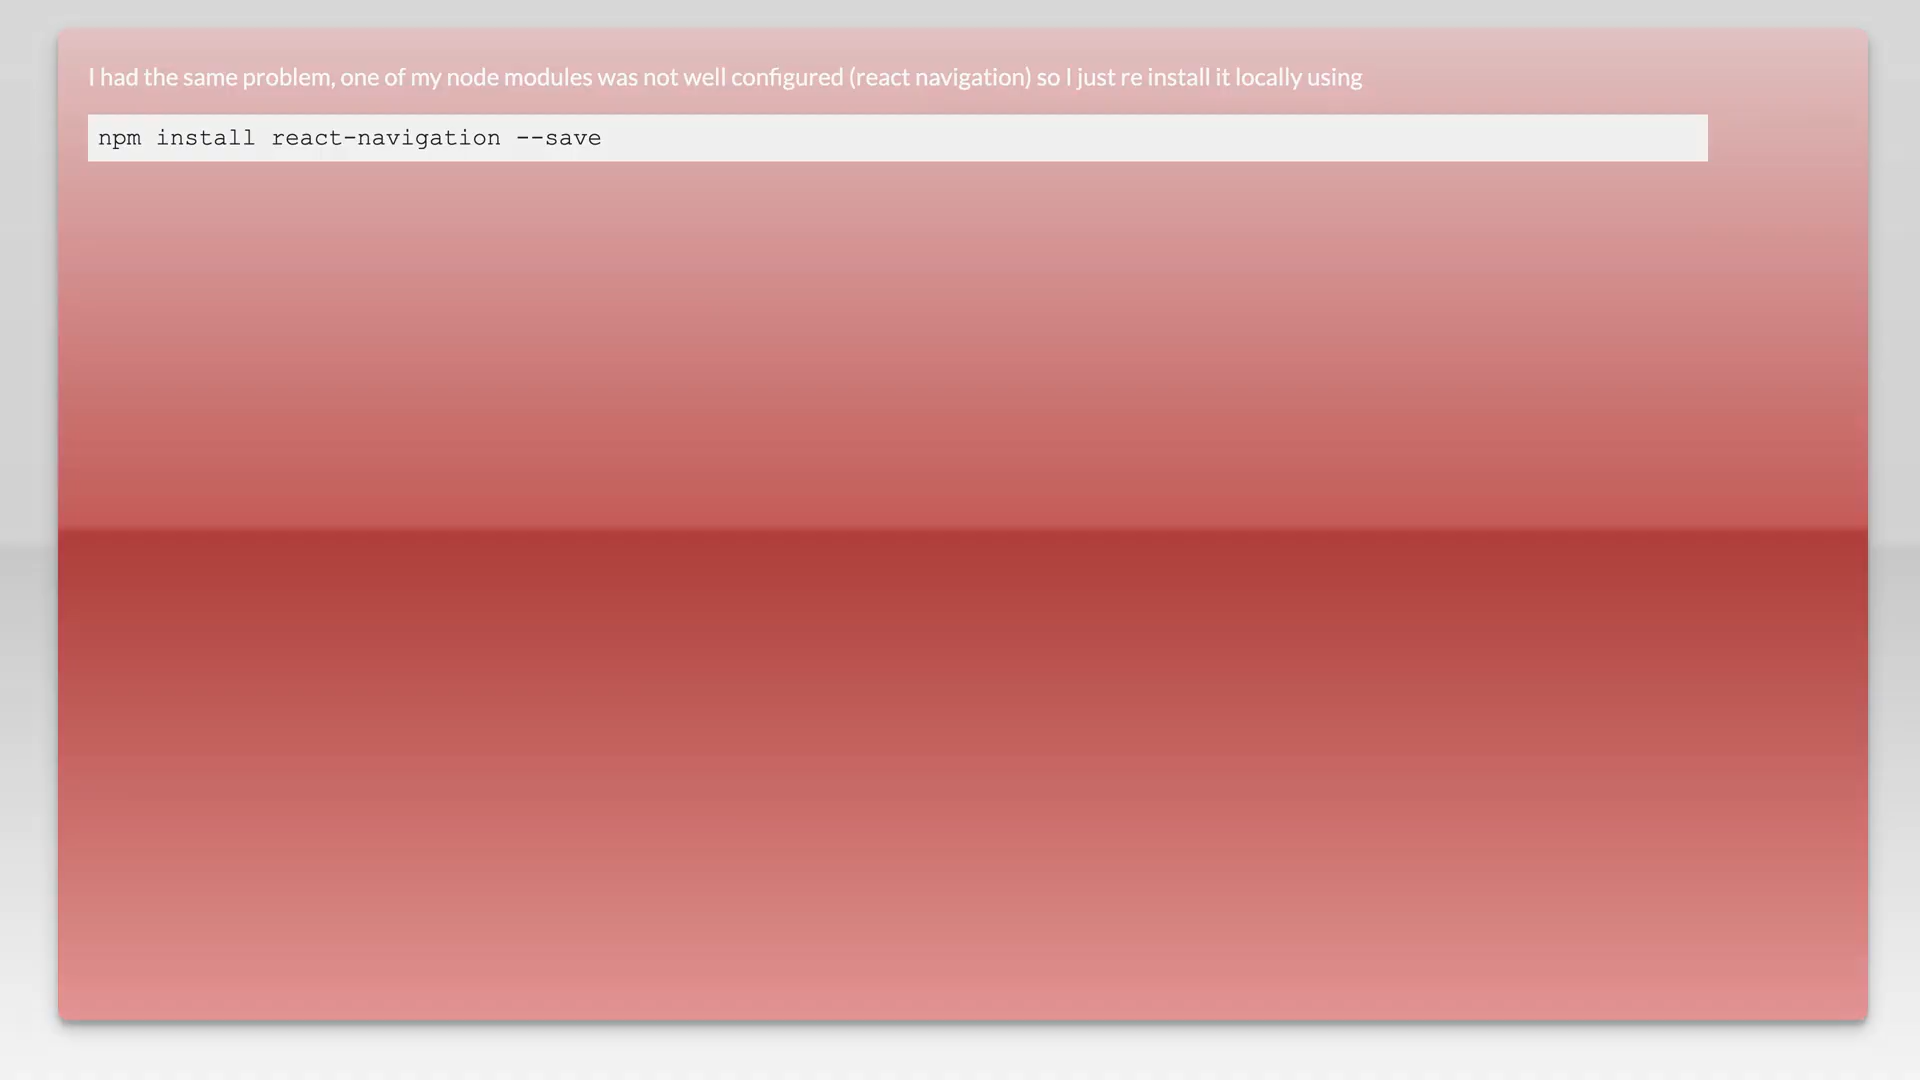 I had the same problem, one of my node modules was not well configured (react navigation) so I just re install it locally using
npm install react-navigation --save